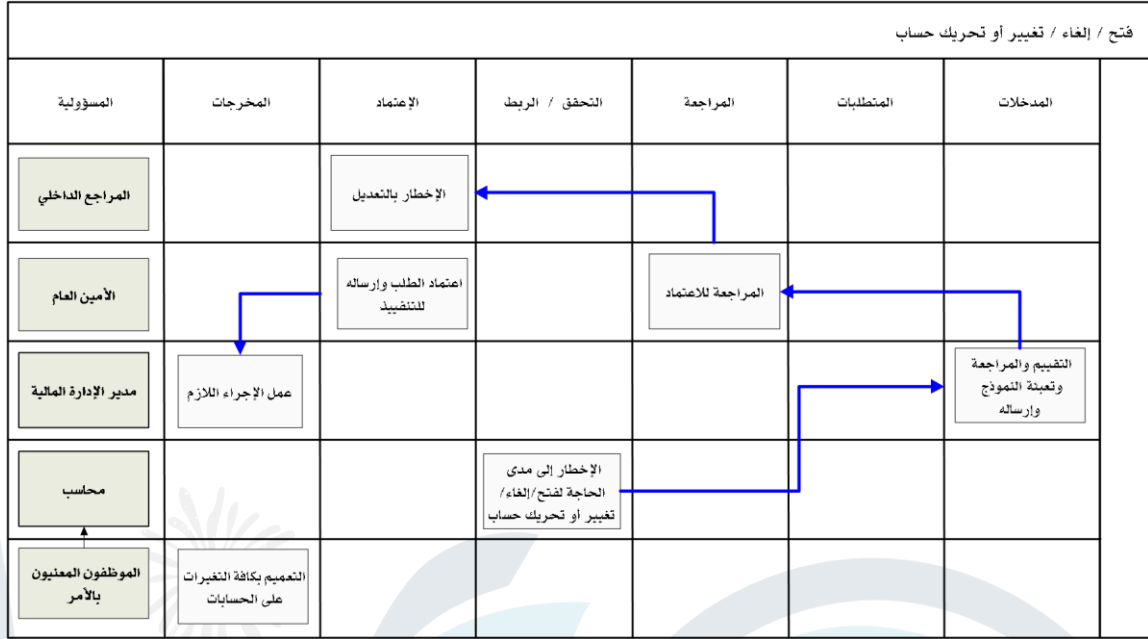 فتح / إلغاء / تغيير أو تحريك حساب
المدخلات
المتطلبات
المراجعة
التحقق / الربط
الإعتماد
المخرجات
المسؤولية
الإخطار بالتعديل
المراجع الداخلي
المراجعة للاعتماد
اعتماد الطلب وإرساله
للتنفييذ
الأمين العام
التقييم والمراجعة
وتعبئة النموذج
وإرساله
عمل الإجراء اللازم
مدير الإدارة المالية
الإخطار إلى مدى
الحاجة لفتح/إلغاء/
تغيير أو تحريك حساب
محاسب
التعميم بكافة التغيرات
على الحسابات
الموظفون المعنيون
بالأمر